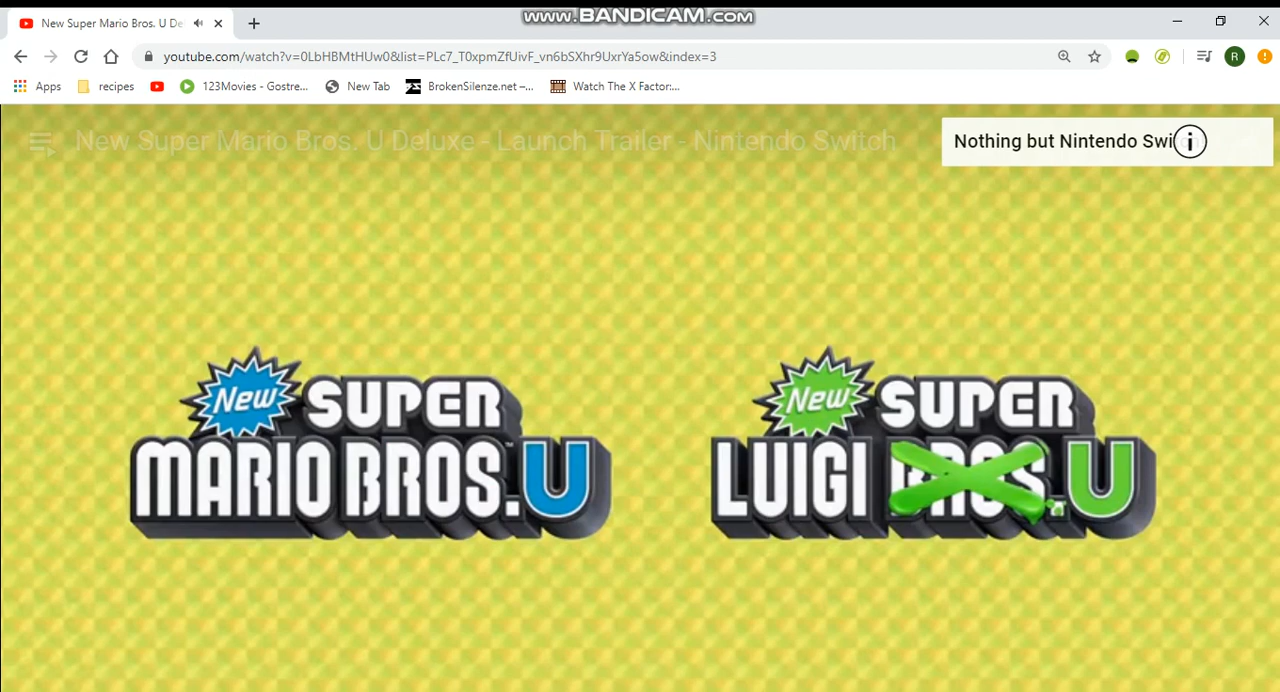 www.BANDICAM.com
New Super Mario Bros. U De
youtube.com/watch?v=0LbHBMtHUw0&list=PLc7_T0xpmZfUivF_vn6bSXhr9UxrYa5ow&index=3
R
Apps recipes 123Movies - Gostre... New Tab BrokenSilenze.net –... Watch The X Factor:...
New Super Mario Bros. U Deluxe - Launch Trailer - Nintendo Switch
Nothing but Nintendo Swi
New SUPER
MARIO BROS.™ U
New SUPER
LUIGI BROS. U